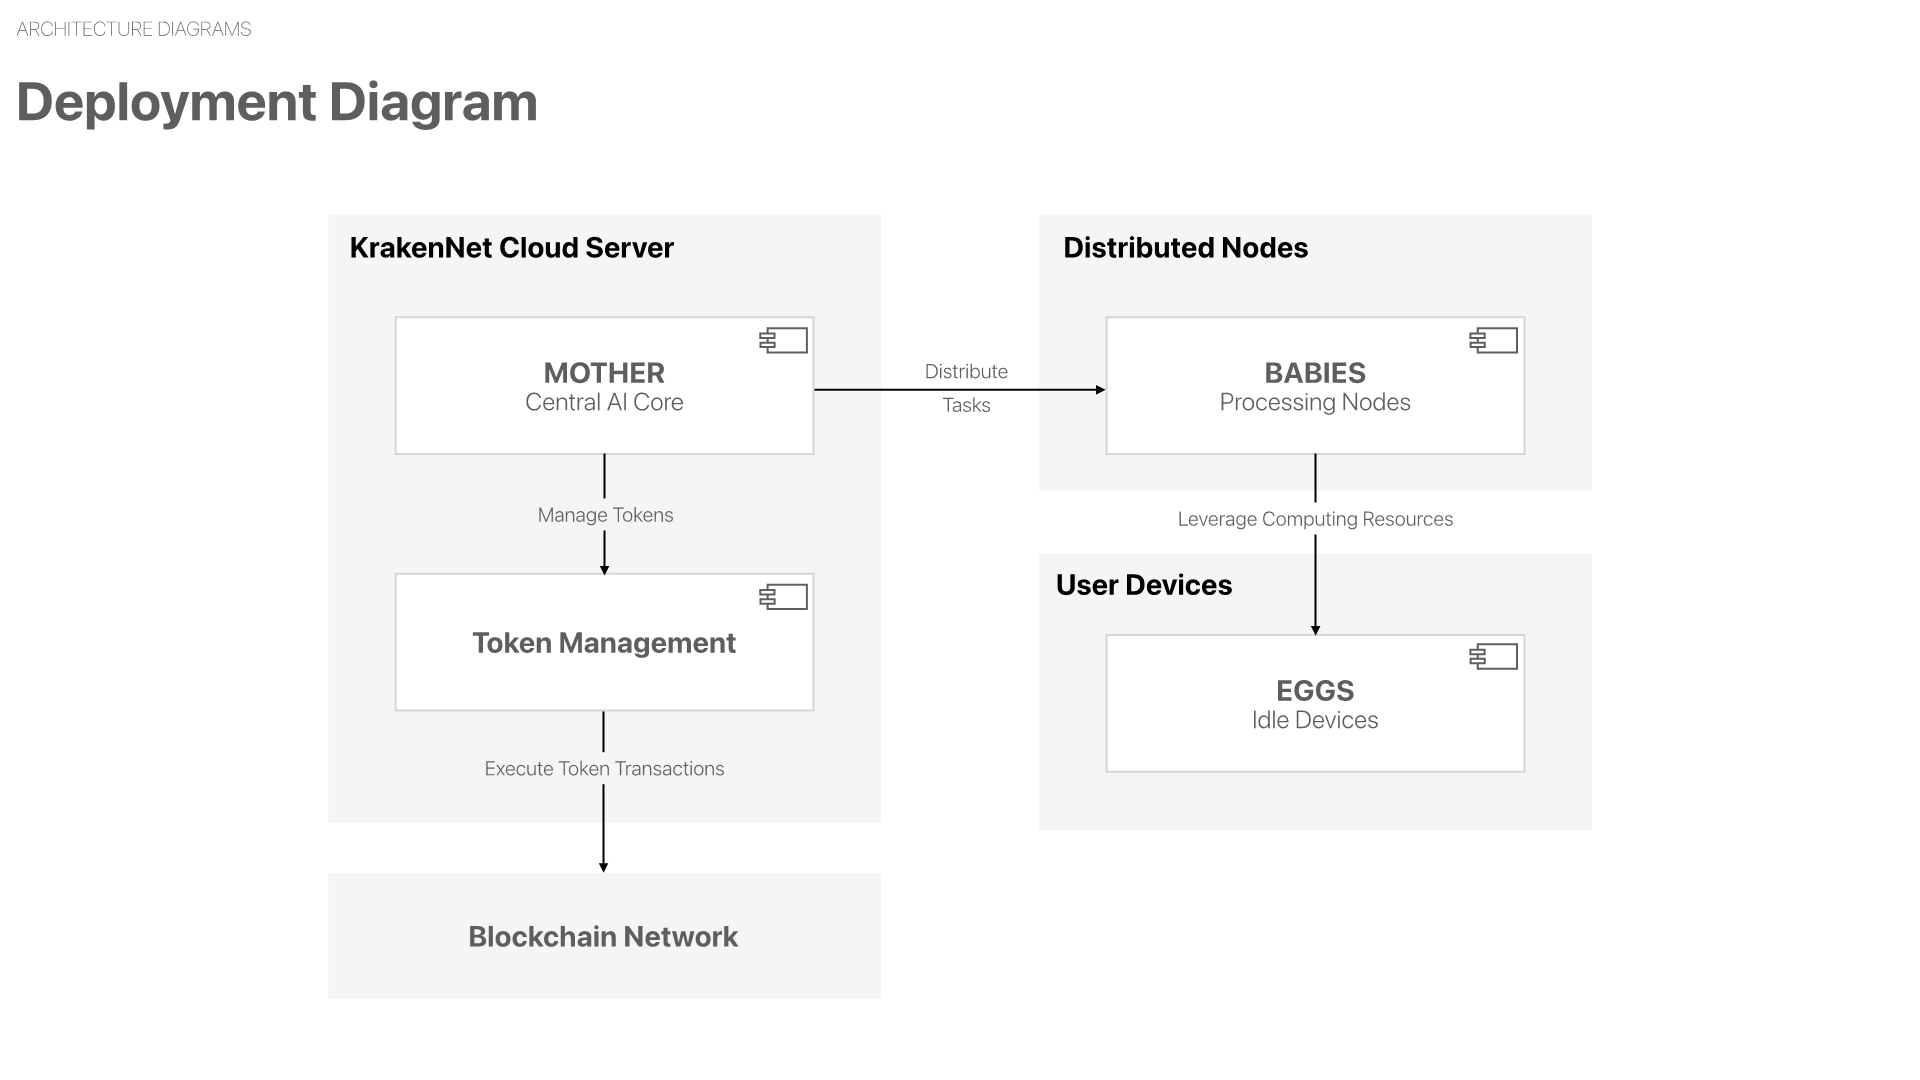 ARCHITECTURE DIAGRAMS
Deployment Diagram
KrakenNet Cloud Server
MOTHER
Central AI Core
Manage Tokens
Token Management
Execute Token Transactions
Blockchain Network
Distribute
Tasks
Distributed Nodes
BABIES
Processing Nodes
Leverage Computing Resources
User Devices
EGGS
Idle Devices